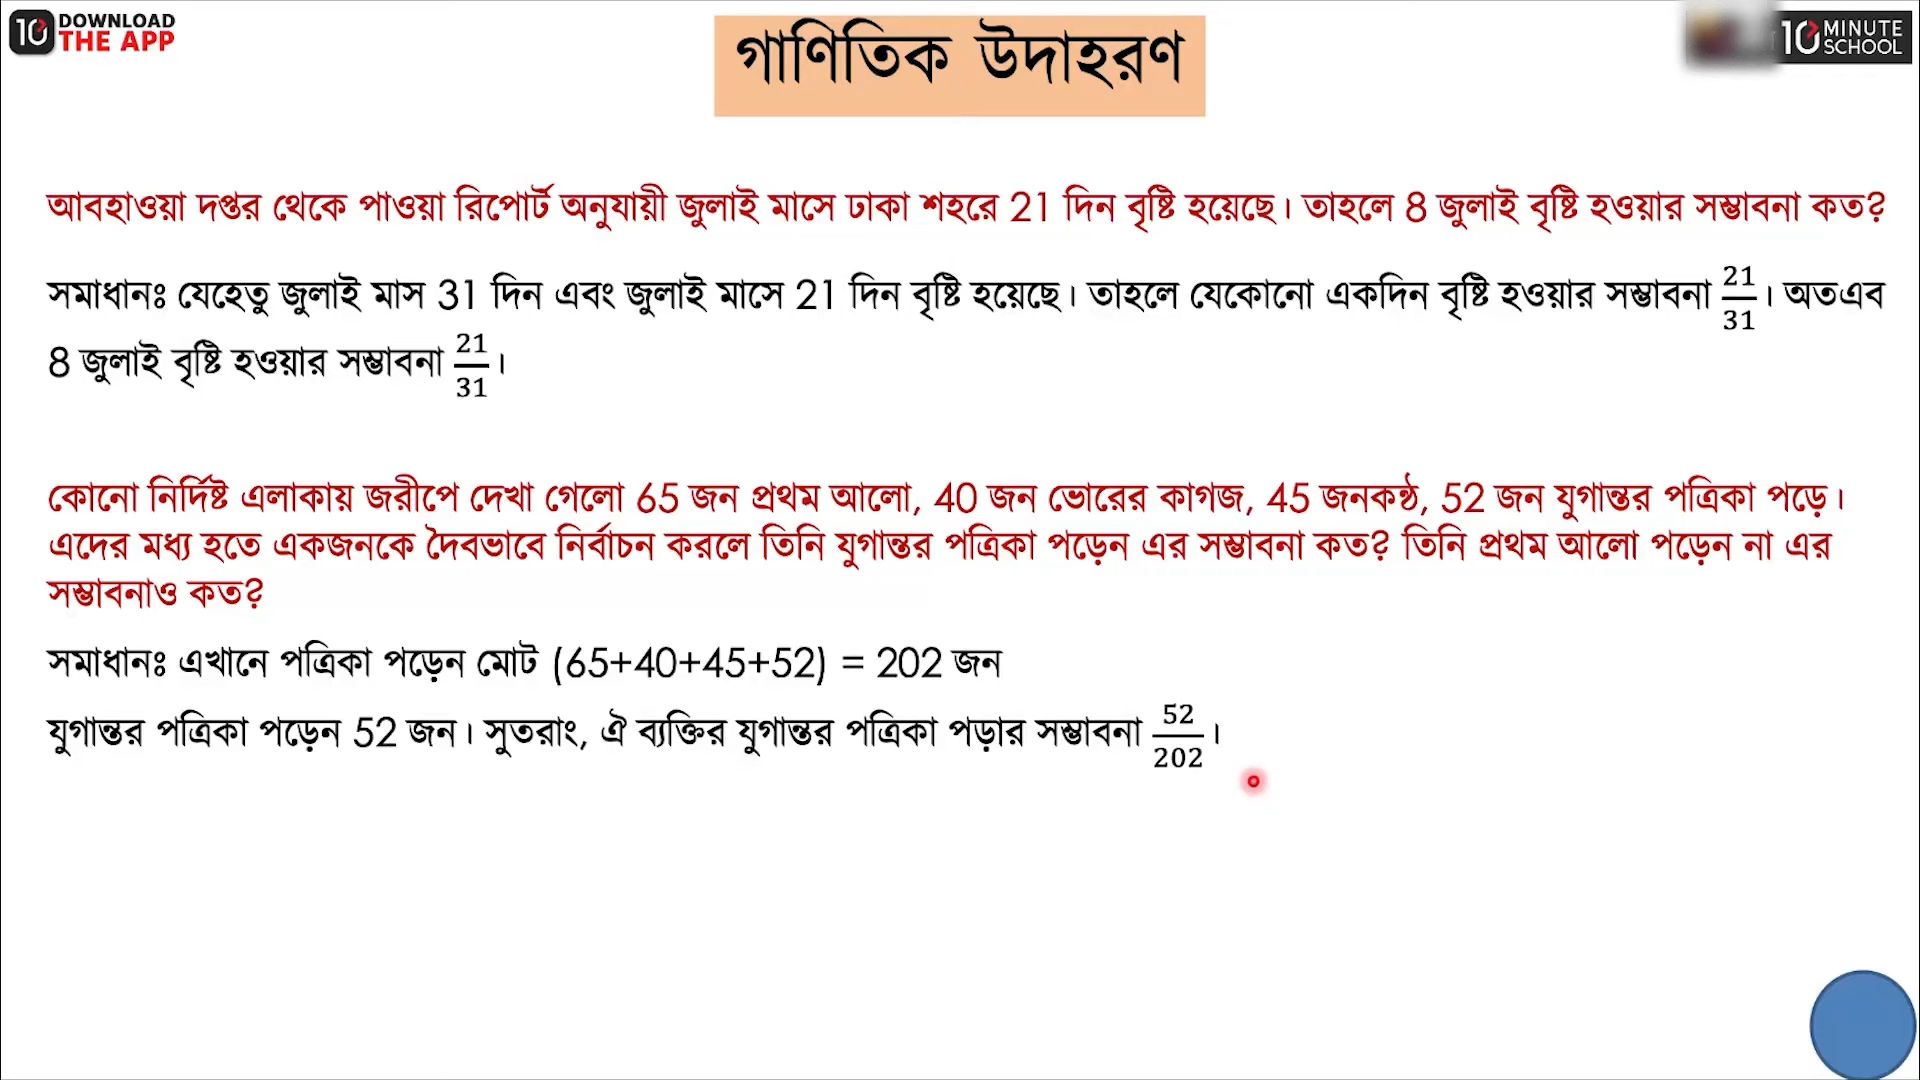 DOWNLOAD
THE APP
10 MINUTE
SCHOOL
গাণিতিক উদাহরণ
আবহাওয়া দপ্তর থেকে পাওয়া রিপোর্ট অনুযায়ী জুলাই মাসে ঢাকা শহরে 21 দিন বৃষ্টি হয়েছে। তাহলে 8 জুলাই বৃষ্টি হওয়ার সম্ভাবনা কত?
সমাধানঃ যেহেতু জুলাই মাস 31 দিন এবং জুলাই মাসে 21 দিন বৃষ্টি হয়েছে। তাহলে যেকোনো একদিন বৃষ্টি হওয়ার সম্ভাবনা 21/31। অতএব
8 জুলাই বৃষ্টি হওয়ার সম্ভাবনা 21/31।
কোনো নির্দিষ্ট এলাকায় জরীপে দেখা গেলো 65 জন প্রথম আলো, 40 জন ভোরের কাগজ, 45 জনকন্ঠ, 52 জন যুগান্তর পত্রিকা পড়ে।
এদের মধ্য হতে একজনকে দৈবভাবে নির্বাচন করলে তিনি যুগান্তর পত্রিকা পড়েন এর সম্ভাবনা কত? তিনি প্রথম আলো পড়েন না এর
সম্ভাবনাও কত?
সমাধানঃ এখানে পত্রিকা পড়েন মোট (65+40+45+52) = 202 জন
যুগান্তর পত্রিকা পড়েন 52 জন। সুতরাং, ঐ ব্যক্তির যুগান্তর পত্রিকা পড়ার সম্ভাবনা 52/202।